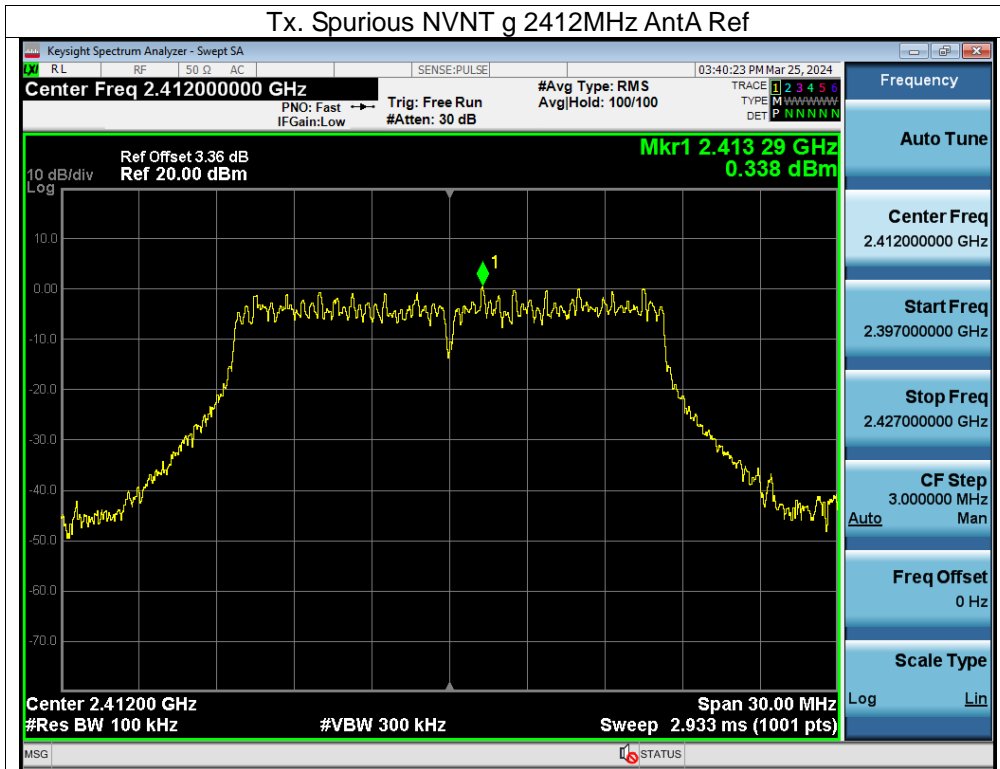 Tx. Spurious NVNT g 2412MHz AntA Ref
Keysight Spectrum Analyzer - Swept SA
LXI RL RF 50 Ω AC SENSE:PULSE 03:40:23 PM Mar 25, 2024
Center Freq 2.412000000 GHz #Avg Type: RMS TRACE 1 2 3 4 5 6
PNO: Fast Trig: Free Run Avg|Hold: 100/100 TYPE M WWWWW
IFGain:Low #Atten: 30 dB DET P N N N N N
Mkr1 2.413 29 GHz
0.338 dBm
Ref Offset 3.36 dB
10 dB/div Ref 20.00 dBm
Log
10.0
1
0.00
-10.0
-20.0
-30.0
-40.0
-50.0
-60.0
-70.0
Center 2.41200 GHz Span 30.00 MHz
#Res BW 100 kHz #VBW 300 kHz Sweep 2.933 ms (1001 pts)
MSG STATUS
Frequency
Auto Tune
Center Freq
2.412000000 GHz
Start Freq
2.397000000 GHz
Stop Freq
2.427000000 GHz
CF Step
3.000000 MHz
Auto Man
Freq Offset
0 Hz
Scale Type
Log Lin